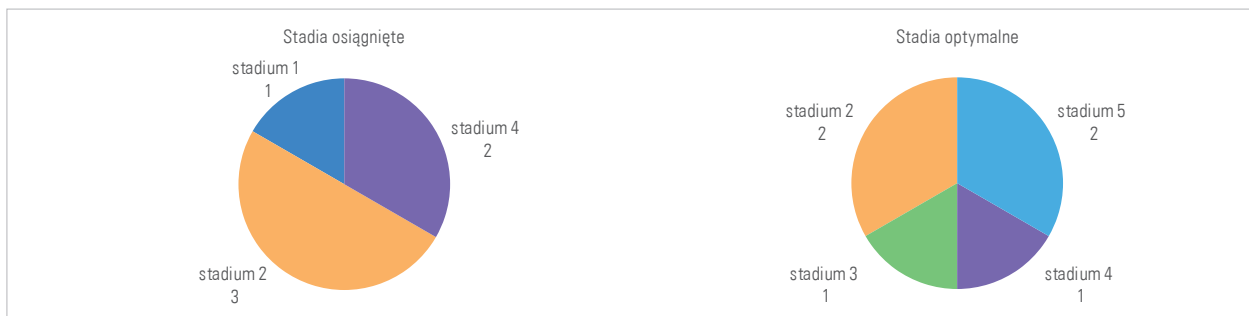 Stadia osiągnięte
stadium 1
1
stadium 4
2
stadium 2
3
Stadia optymalne
stadium 2
2
stadium 5
2
stadium 3
1
stadium 4
1